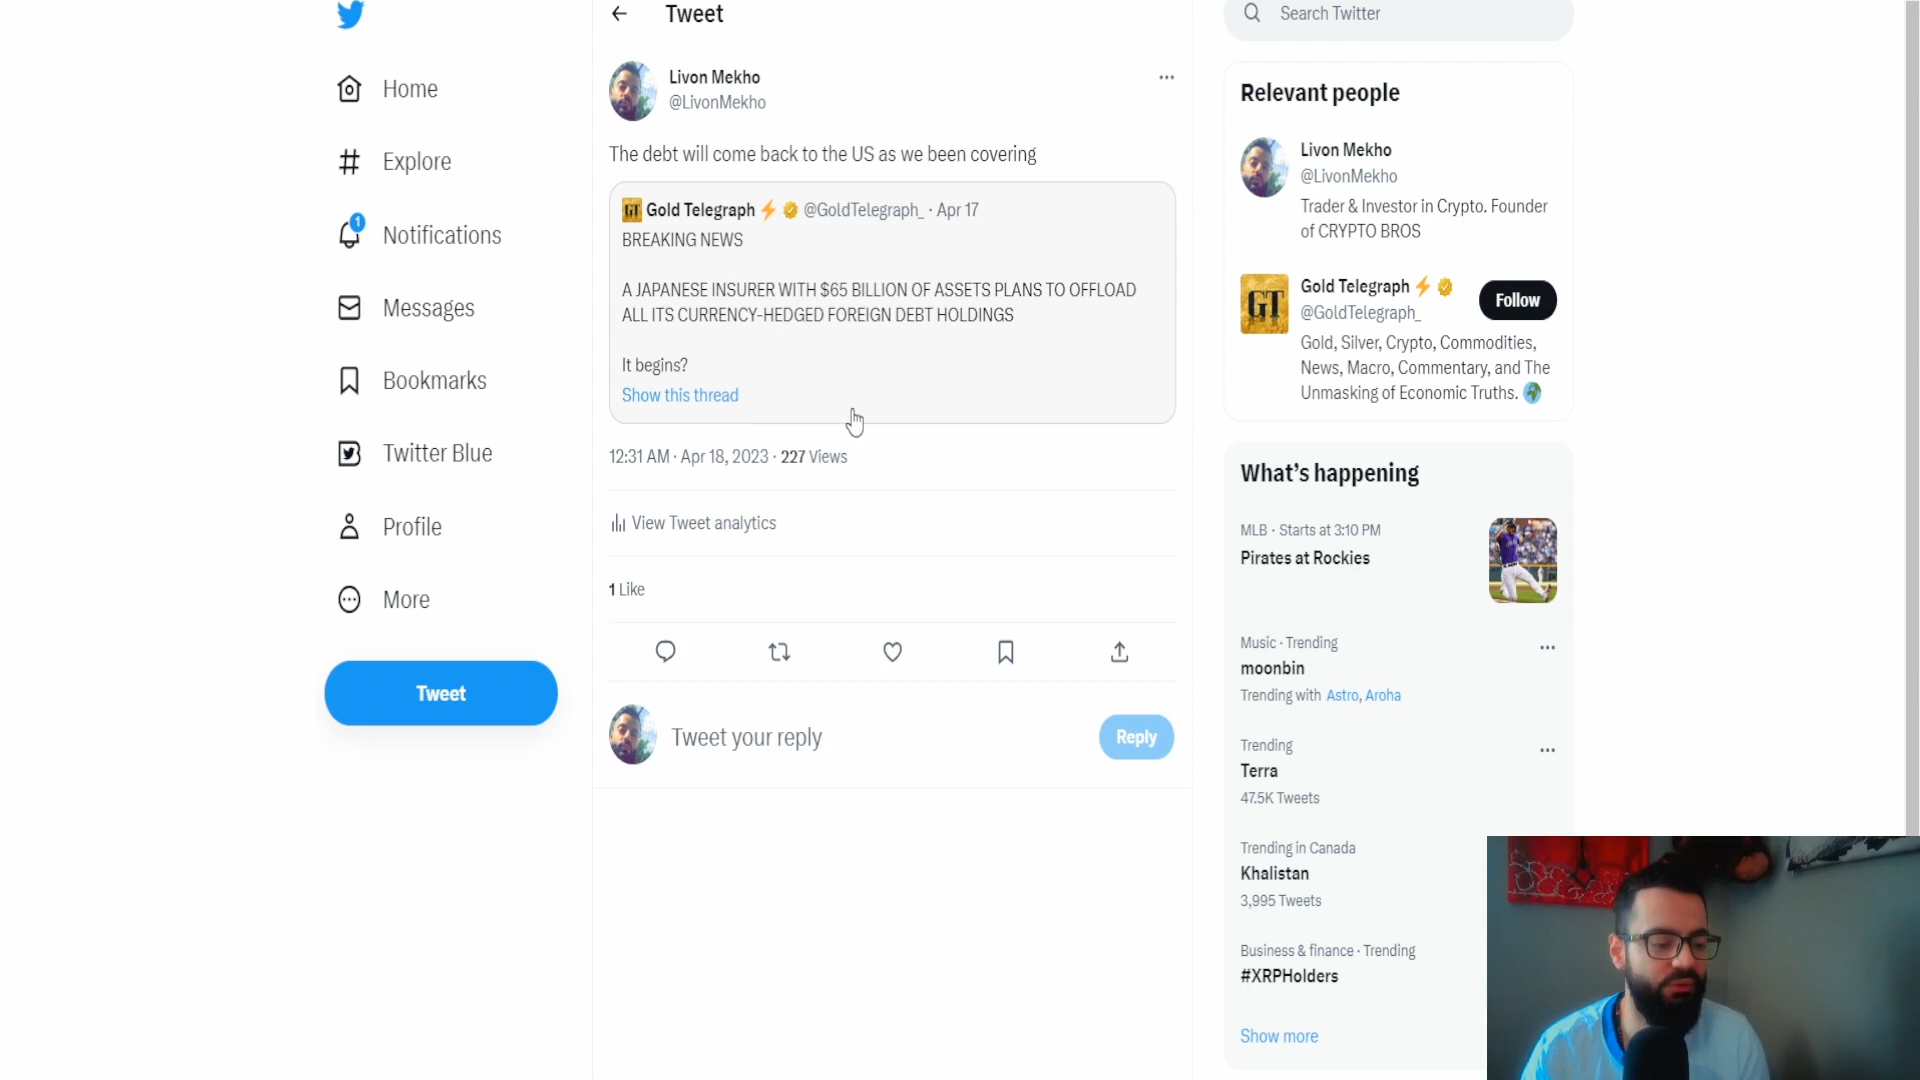 Home
Explore
1
Notifications
Messages
Bookmarks
Twitter Blue
Profile
More
Tweet
Tweet
Livon Mekho
@LivonMekho
The debt will come back to the US as we been covering
GT Gold Telegraph @GoldTelegraph_ · Apr 17
BREAKING NEWS
A JAPANESE INSURER WITH $65 BILLION OF ASSETS PLANS TO OFFLOAD
ALL ITS CURRENCY-HEDGED FOREIGN DEBT HOLDINGS
It begins?
Show this thread
12:31 AM · Apr 18, 2023 · 227 Views
View Tweet analytics
1 Like
Tweet your reply
Reply
Search Twitter
Relevant people
Livon Mekho
@LivonMekho
Trader & Investor in Crypto. Founder
of CRYPTO BROS
GT
Gold Telegraph
@GoldTelegraph_
Follow
Gold, Silver, Crypto, Commodities,
News, Macro, Commentary, and The
Unmasking of Economic Truths.
What's happening
MLB · Starts at 3:10 PM
Pirates at Rockies
Music · Trending
moonbin
Trending with Astro, Aroha
Trending
Terra
47.5K Tweets
Trending in Canada
Khalistan
3,995 Tweets
Business & finance · Trending
#XRPHolders
Show more